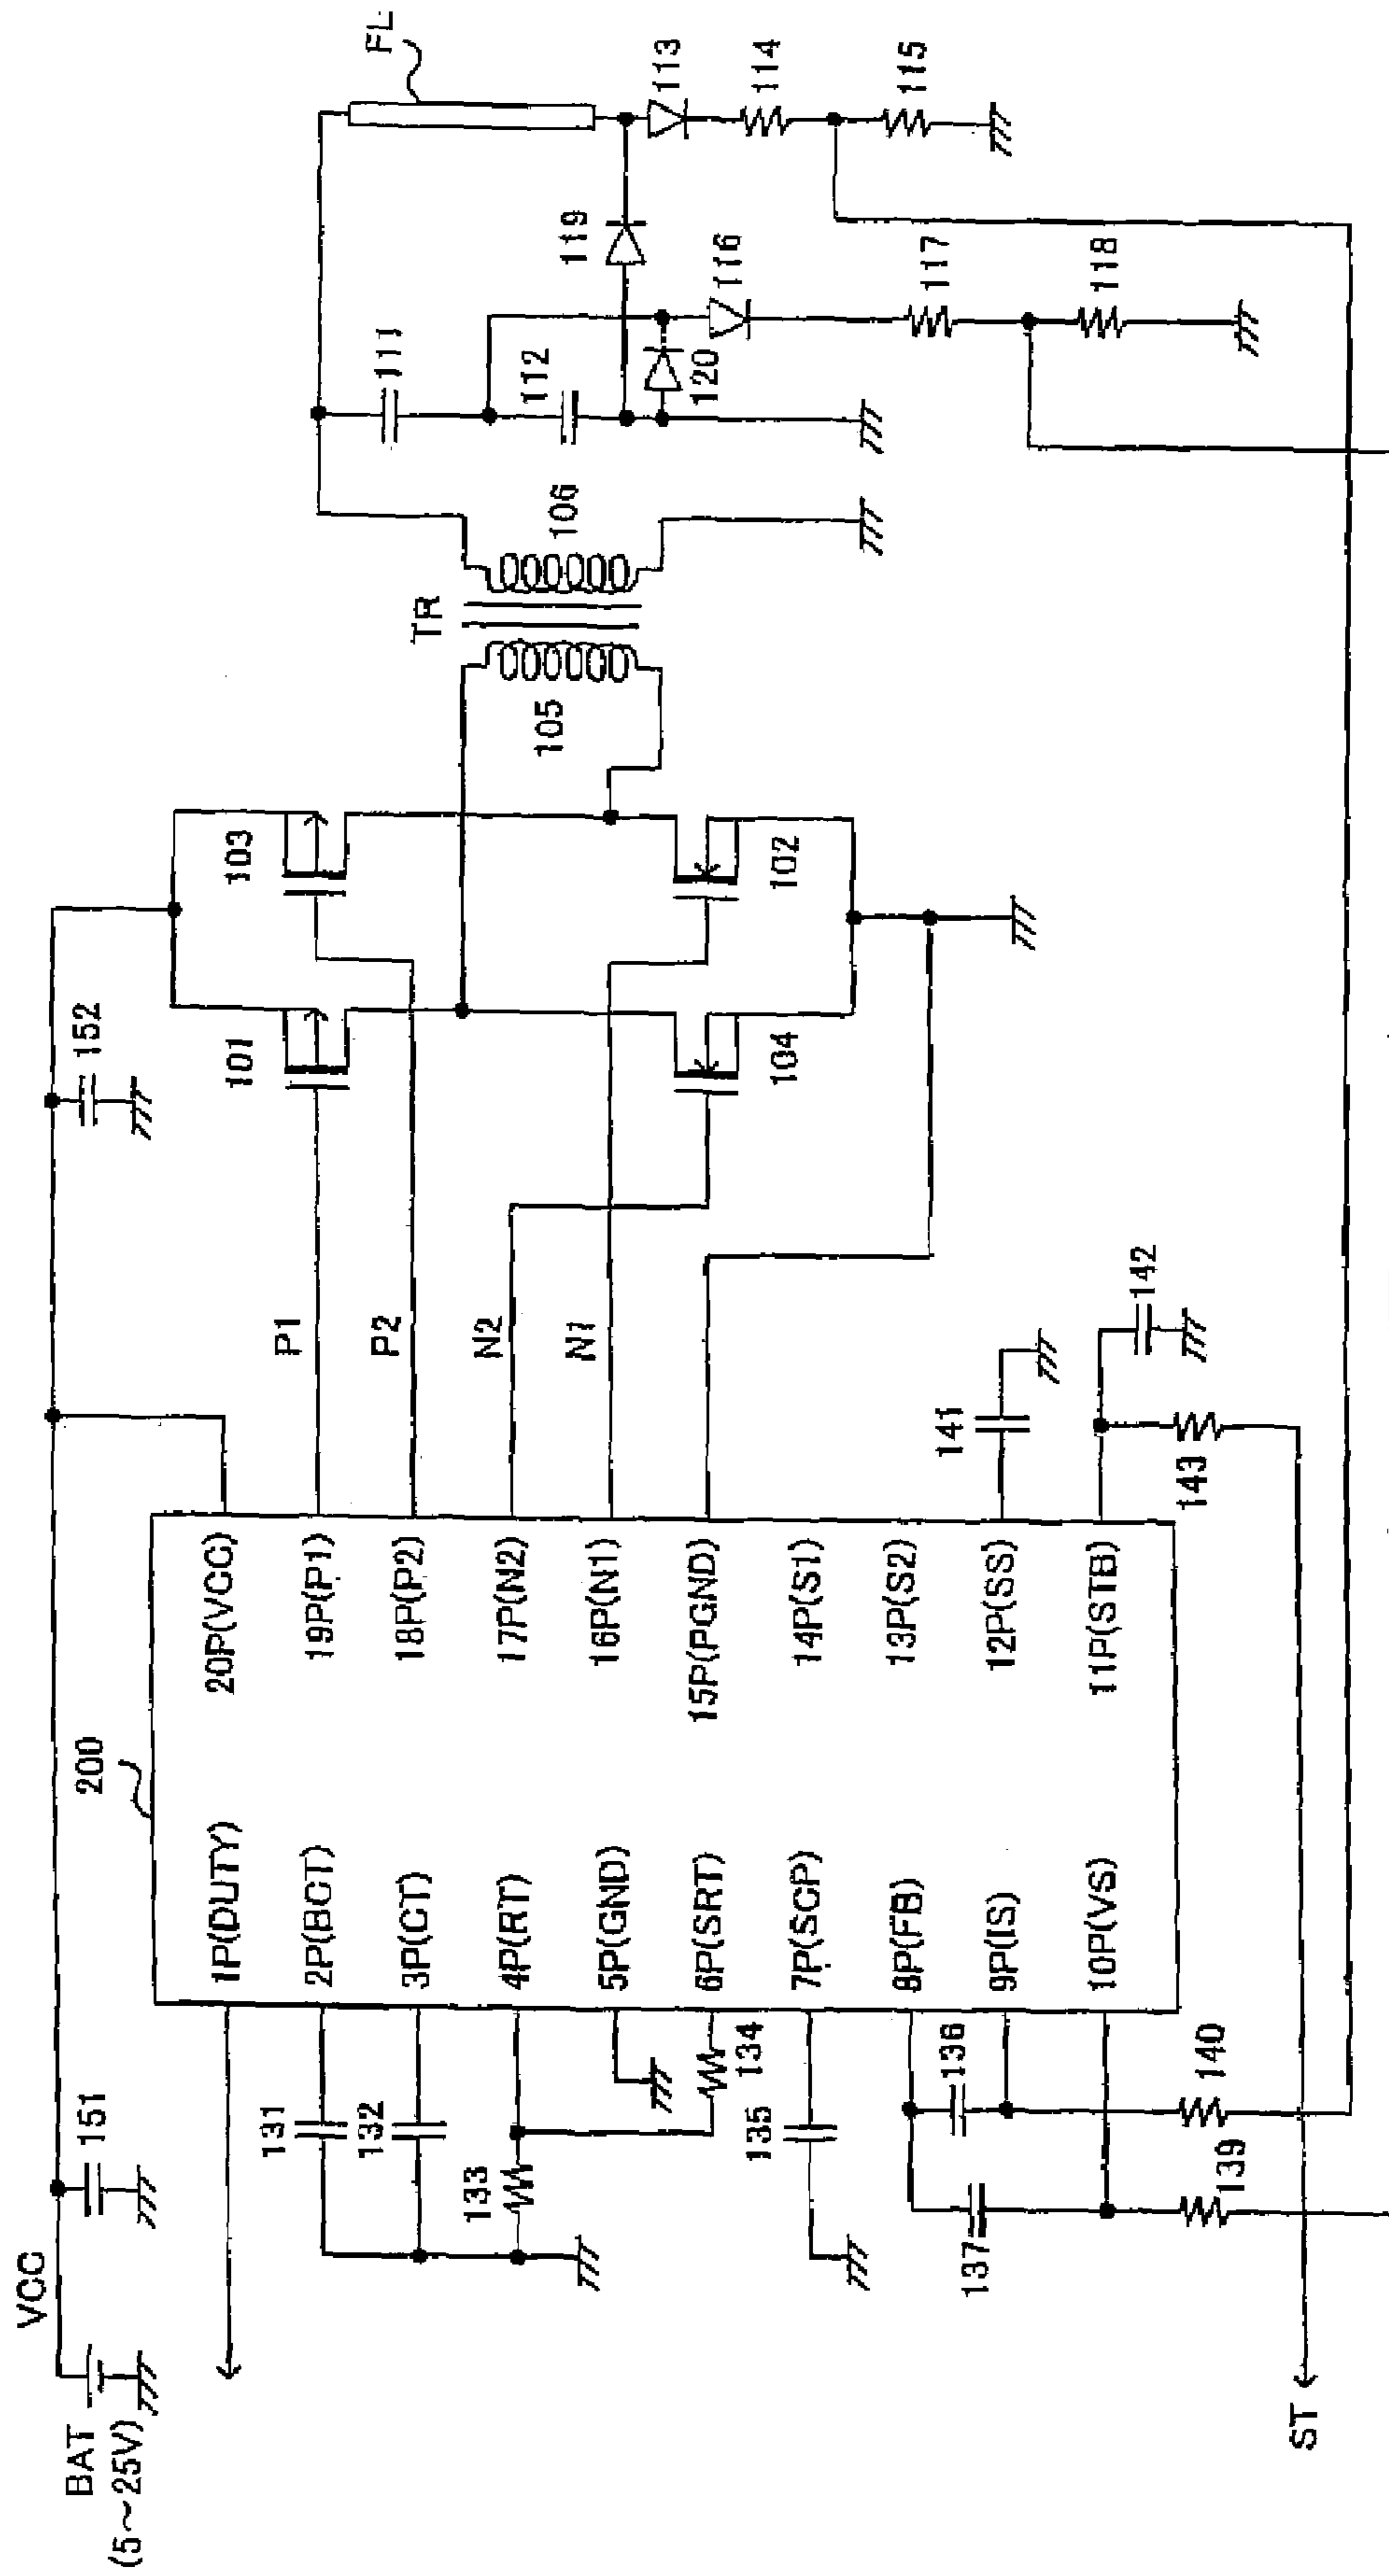 VCC
BAT
(5~25V)
151
152
200
1P(DUTY)
2P(BCT)
3P(CT)
4P(RT)
5P(GND)
6P(SRT)
7P(SCP)
8P(FB)
9P(IS)
10P(VS)
20P(VCC)
19P(P1)
18P(P2)
17P(N2)
16P(N1)
15P(PGND)
14P(S1)
13P(S2)
12P(SS)
11P(STB)
131
132
133
134
135
136
137
139
140
ST
P1
P2
N2
N1
141
142
143
101
103
104
102
105
TR
106
111
112
119
120
116
117
118
FL
113
114
115